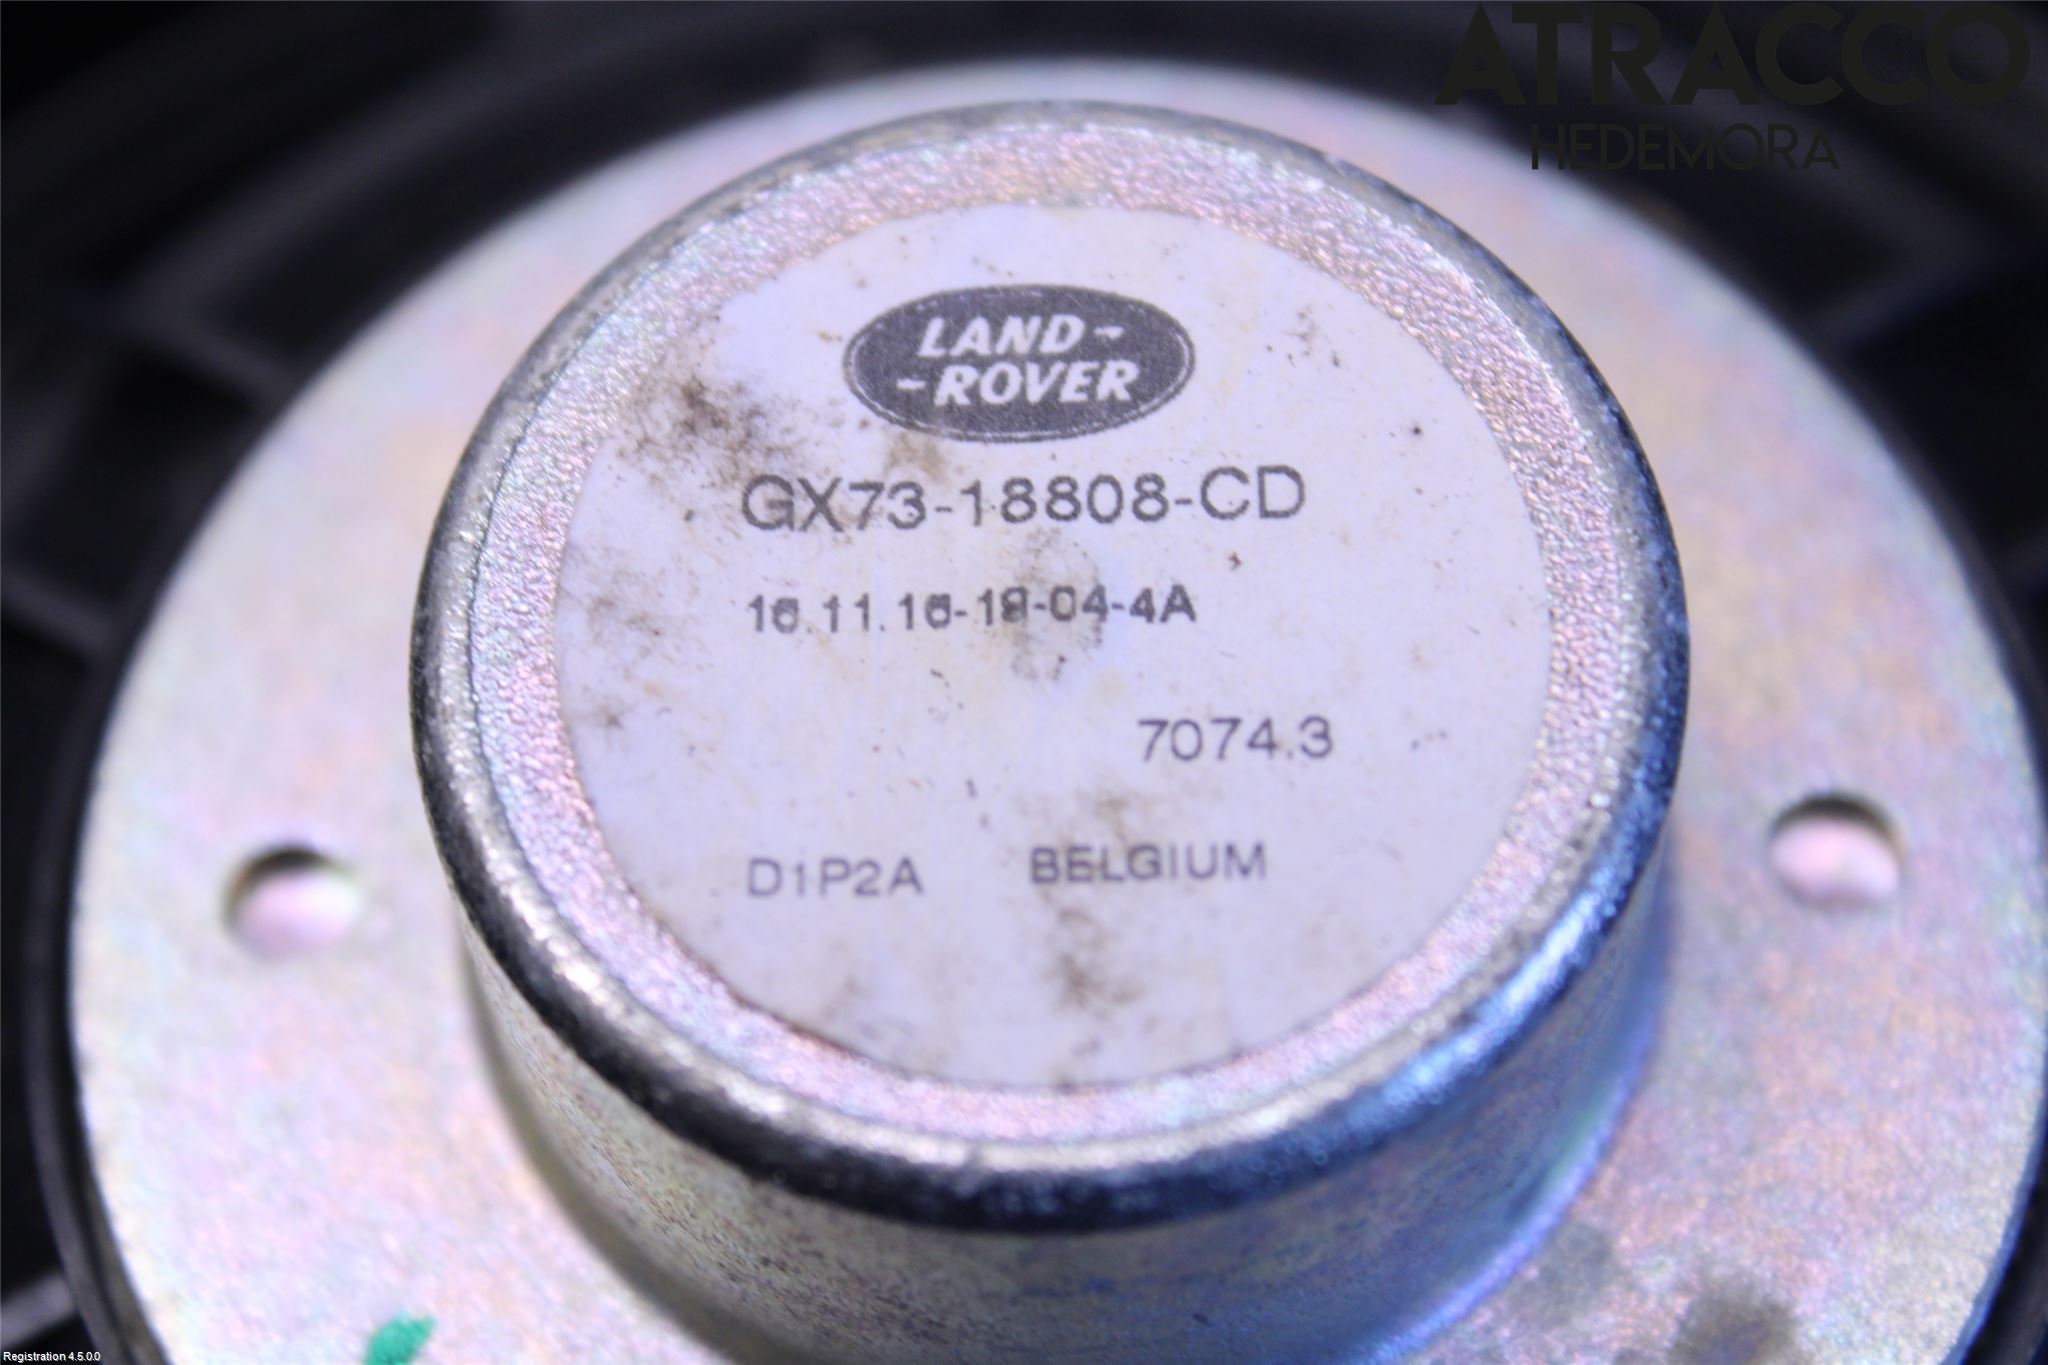 ATRACCO
HEDEMORA
LAND-
-ROVER
GX73-18808-CD
16.11.16-18-04-4A
7074.3
D1P2A BELGIUM
Registration 4.5.0.0